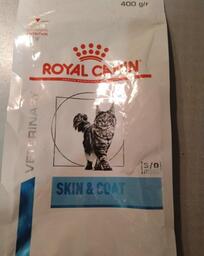 400 g/r
ROYAL CANIN
VETERINARY
S/O
SKIN & COAT